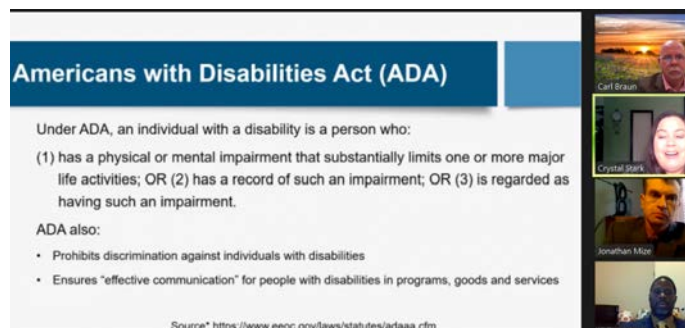 Americans with Disabilities Act (ADA)
Under ADA, an individual with a disability is a person who:
(1) has a physical or mental impairment that substantially limits one or more major
life activities; OR (2) has a record of such an impairment; OR (3) is regarded as
having such an impairment.
ADA also:
• Prohibits discrimination against individuals with disabilities
• Ensures “effective communication” for people with disabilities in programs, goods and services
Source* https://www.eeoc.gov/laws/statutes/adaaa.cfm
Carl Braun
Crystal Stark
Jonathan Mize